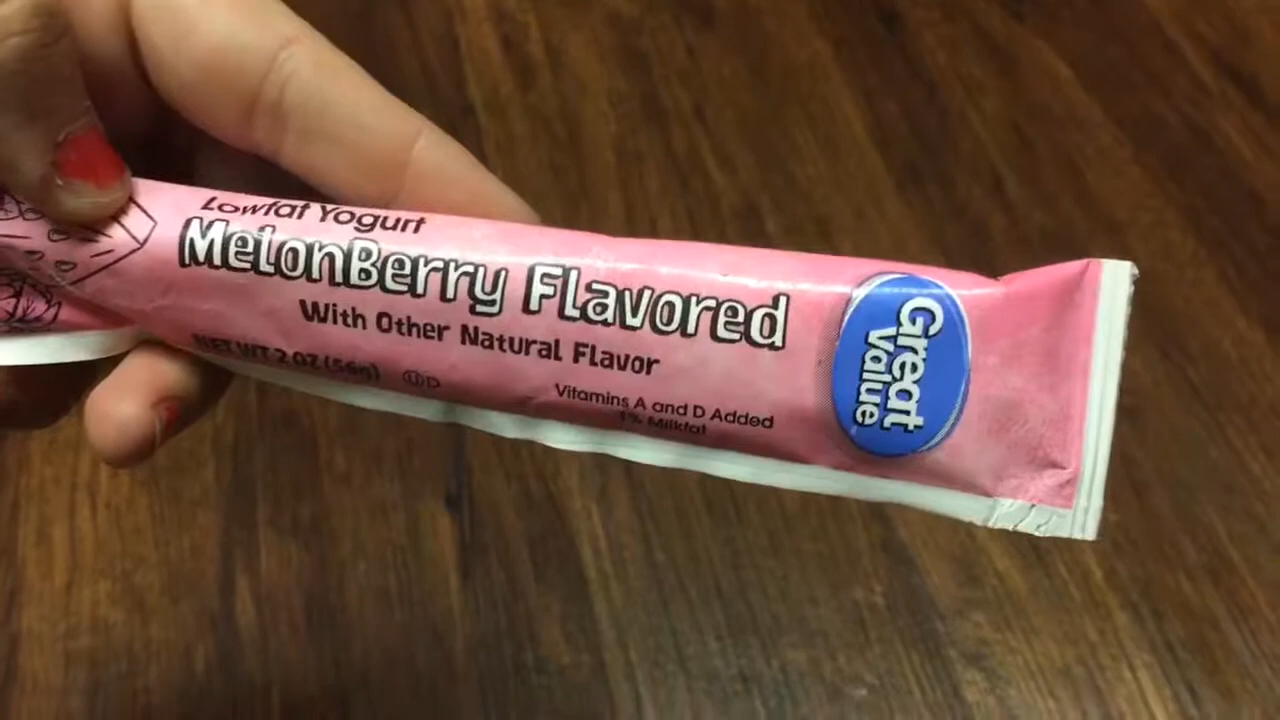 Lowfat Yogurt
MelonBerry Flavored
With Other Natural Flavor
NET WT 2 OZ (56g) UD
Vitamins A and D Added
1% Milkfat
Great
Value